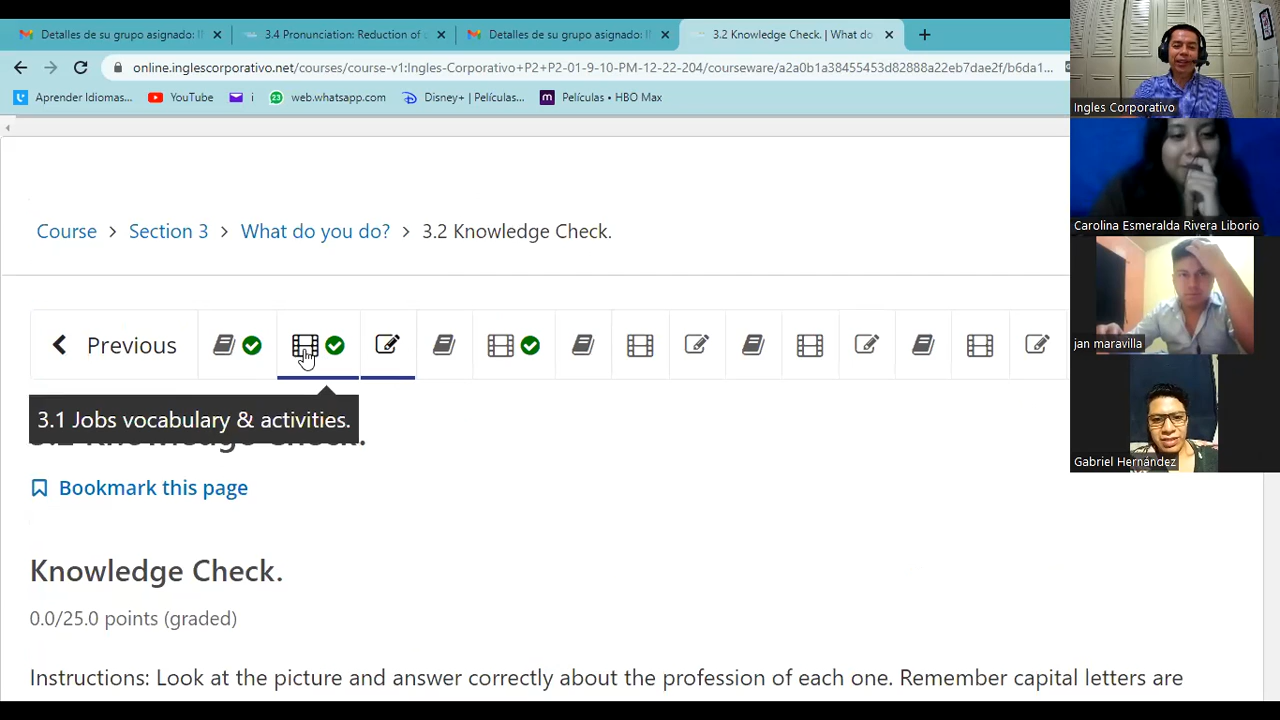 Detalles de su grupo asignado: I
3.4 Pronunciation: Reduction of
Detalles de su grupo asignado: I
3.2 Knowledge Check. | What do
online.inglescorporativo.net/courses/course-v1:Ingles-Corporativo+P2+P2-01-9-10-PM-12-22-204/courseware/a2a0b1a38455453d82838a22eb7dae2f/b6da1...
Aprender Idiomas...
YouTube
i
web.whatsapp.com
Disney+ | Películas...
Películas • HBO Max
Ingles Corporativo
Carolina Esmeralda Rivera Liborio
jan maravilla
Gabriel Hernández
Course > Section 3 > What do you do? > 3.2 Knowledge Check.
Previous
3.1 Jobs vocabulary & activities.
3.2 Knowledge Check.
Bookmark this page
Knowledge Check.
0.0/25.0 points (graded)
Instructions: Look at the picture and answer correctly about the profession of each one. Remember capital letters are